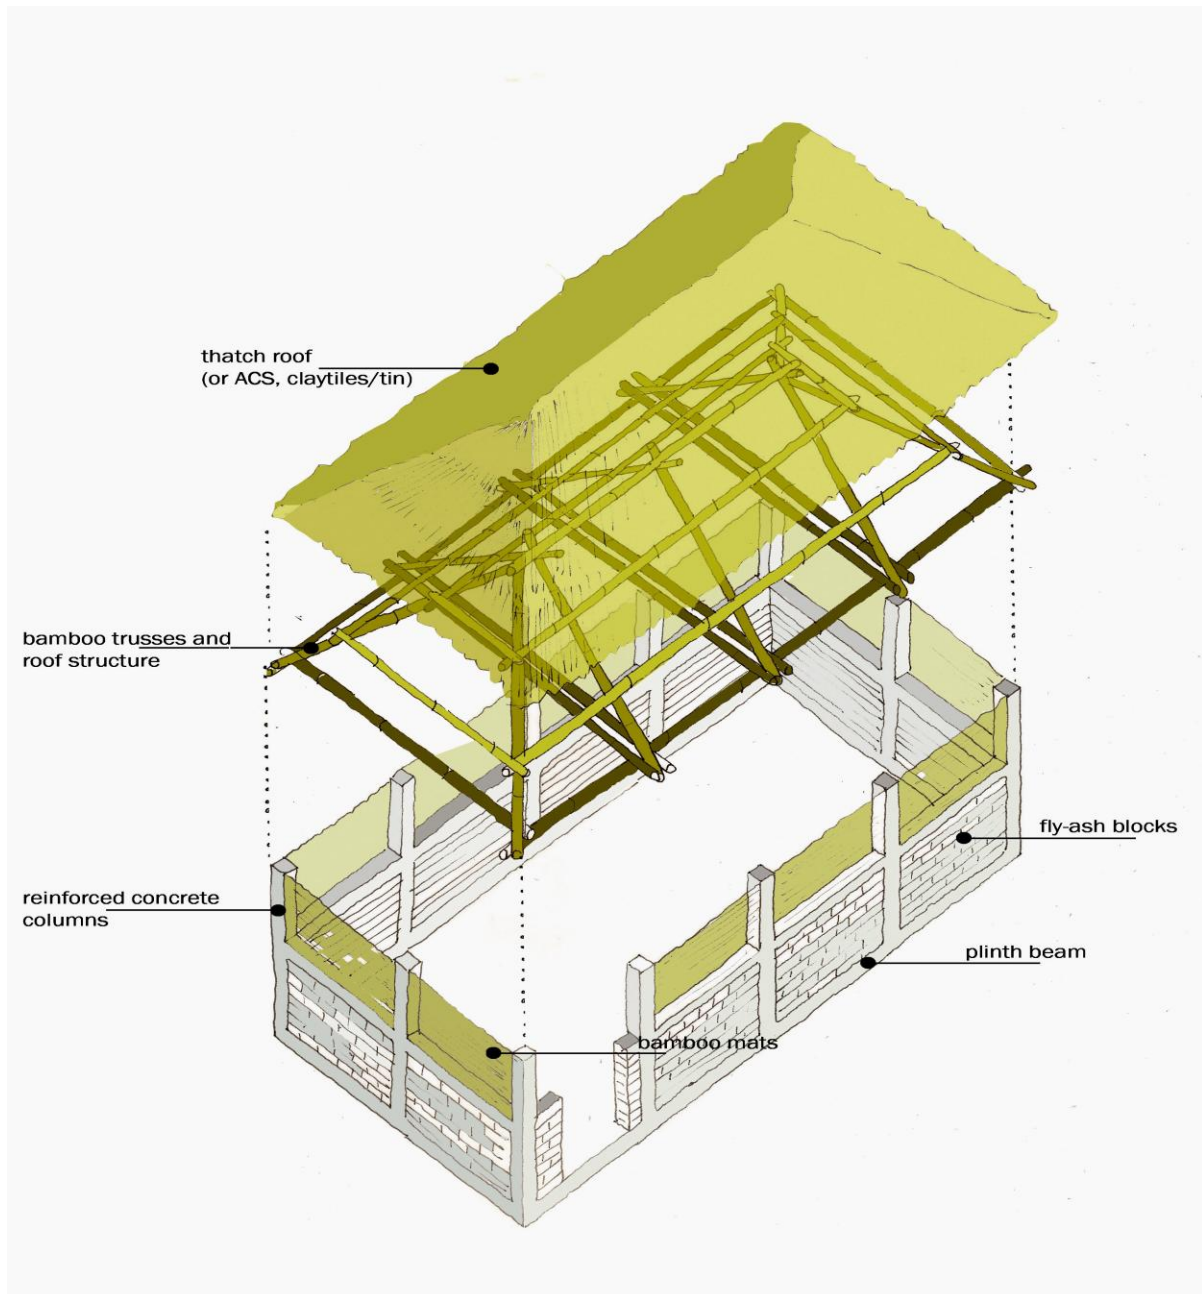 thatch roof
(or ACS, claytiles/tin)
bamboo trusses and
roof structure
fly-ash blocks
reinforced concrete
columns
plinth beam
bamboo mats